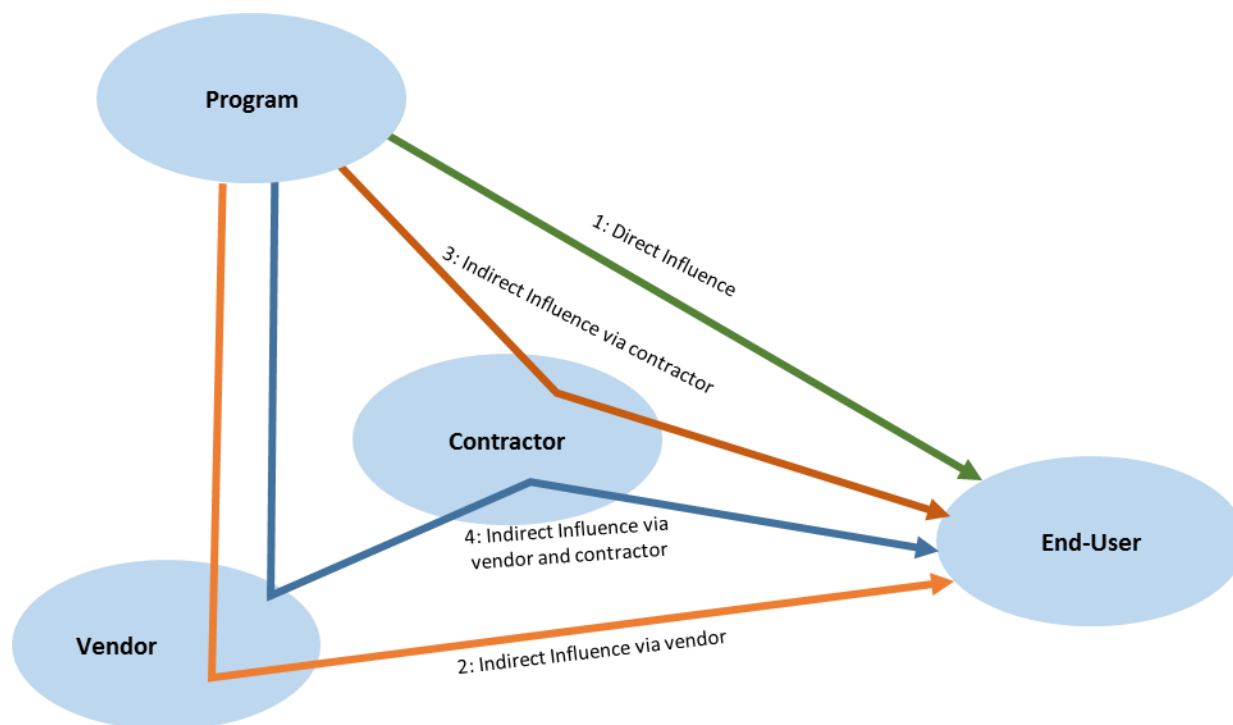 Program
1: Direct Influence
3: Indirect Influence via contractor
Contractor
4: Indirect Influence via
vendor and contractor
End-User
Vendor
2: Indirect Influence via vendor